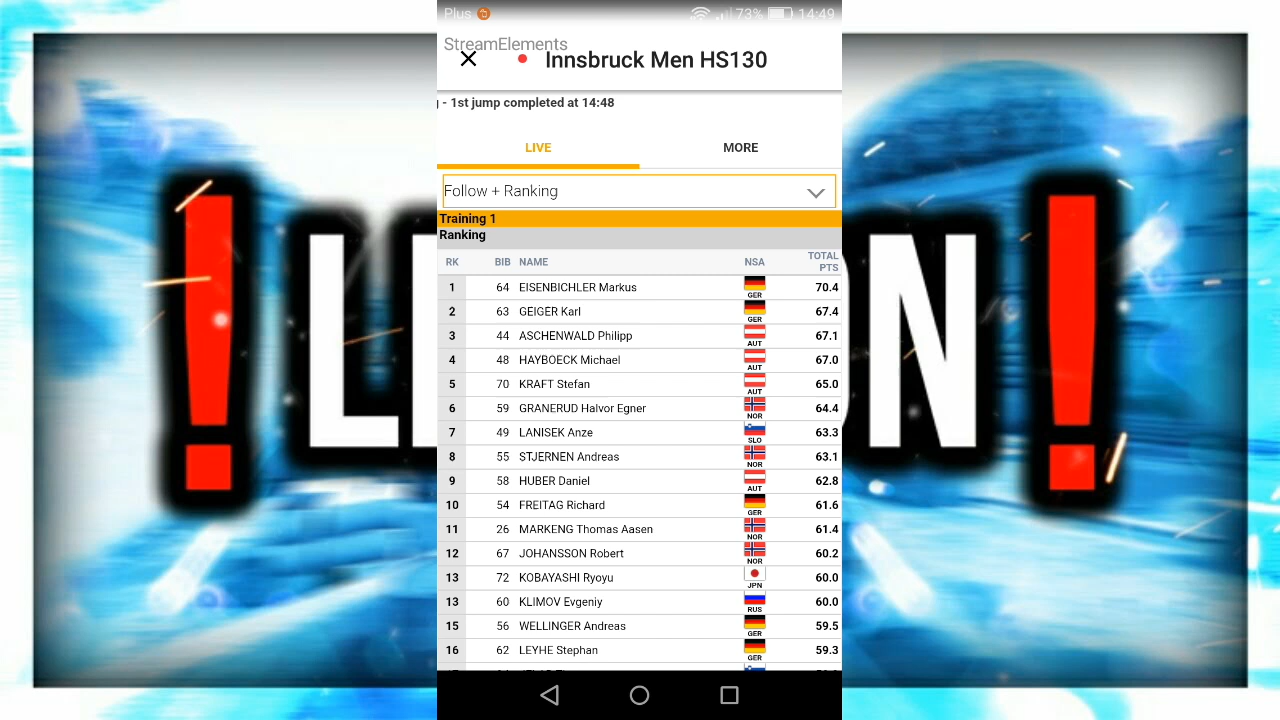 Plus 73% 14:49
StreamElements
Innsbruck Men HS130
- 1st jump completed at 14:48
LIVE MORE
Follow + Ranking
Training 1
Ranking
RK BIB NAME NSA TOTAL PTS
1 64 EISENBICHLER Markus GER 70.4
2 63 GEIGER Karl GER 67.4
3 44 ASCHENWALD Philipp AUT 67.1
4 48 HAYBOECK Michael AUT 67.0
5 70 KRAFT Stefan AUT 65.0
6 59 GRANERUD Halvor Egner NOR 64.4
7 49 LANISEK Anze SLO 63.3
8 55 STJERNEN Andreas NOR 63.1
9 58 HUBER Daniel AUT 62.8
10 54 FREITAG Richard GER 61.6
11 26 MARKENG Thomas Aasen NOR 61.4
12 67 JOHANSSON Robert NOR 60.2
13 72 KOBAYASHI Ryoyu JPN 60.0
13 60 KLIMOV Evgeniy RUS 60.0
15 56 WELLINGER Andreas GER 59.5
16 62 LEYHE Stephan GER 59.3
! L N !